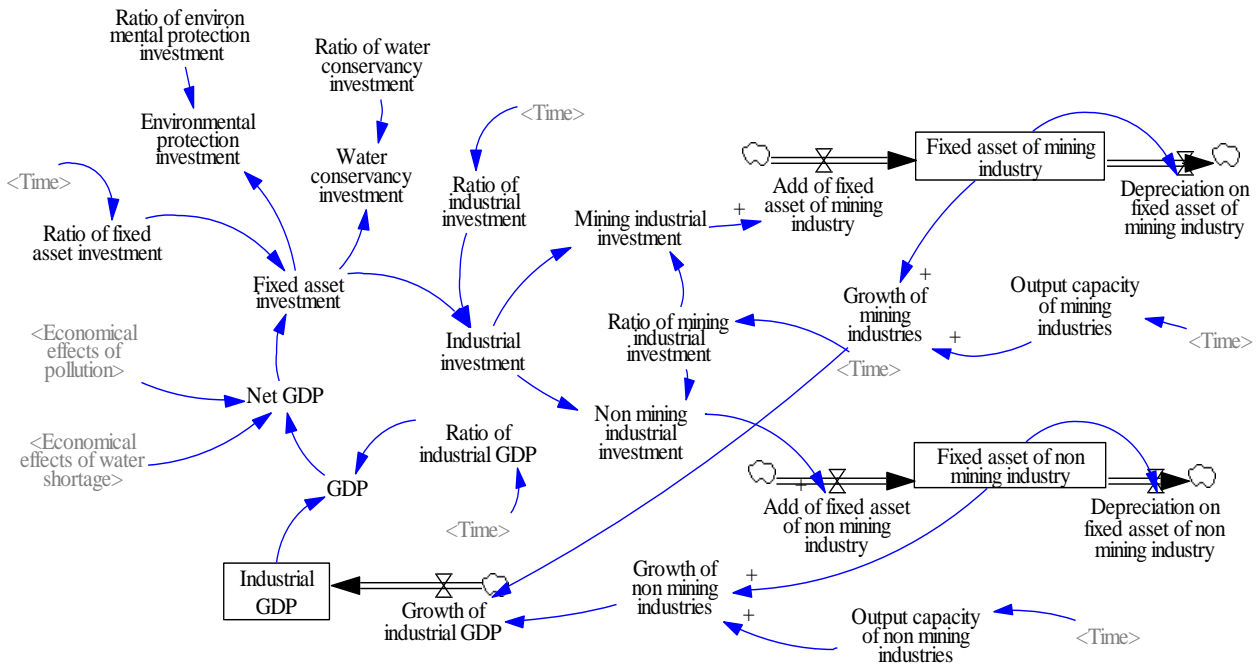 Ratio of environ
mental protection
investment
Ratio of water
conservancy
investment
<Time>
Environmental
protection
investment
Water
conservancy
investment
<Time>
Ratio of
industrial
investment
Ratio of fixed
asset investment
Mining industrial
investment
+
Add of fixed
asset of mining
industry
Fixed asset of mining
industry
Depreciation on
fixed asset of
mining industry
Fixed asset
investment
+
Growth of
mining
industries
+
Output capacity
of mining
industries
<Time>
<Economical
effects of
pollution>
Industrial
investment
Ratio of mining
industrial
investment
<Time>
Net GDP
<Economical
effects of water
shortage>
Ratio of
industrial GDP
Non mining
industrial
investment
Fixed asset of non
mining industry
GDP
<Time>
+
Add of fixed asset
of non mining
industry
Depreciation on
fixed asset of non
mining industry
Industrial
GDP
Growth of
industrial GDP
Growth of
non mining
industries
+
+
Output capacity
of non mining
industries
<Time>